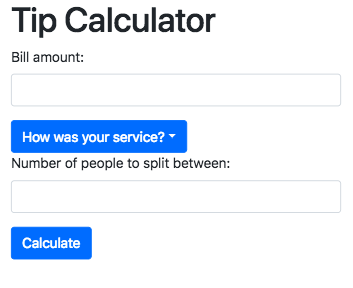 Tip Calculator
Bill amount:
How was your service?
Number of people to split between:
Calculate